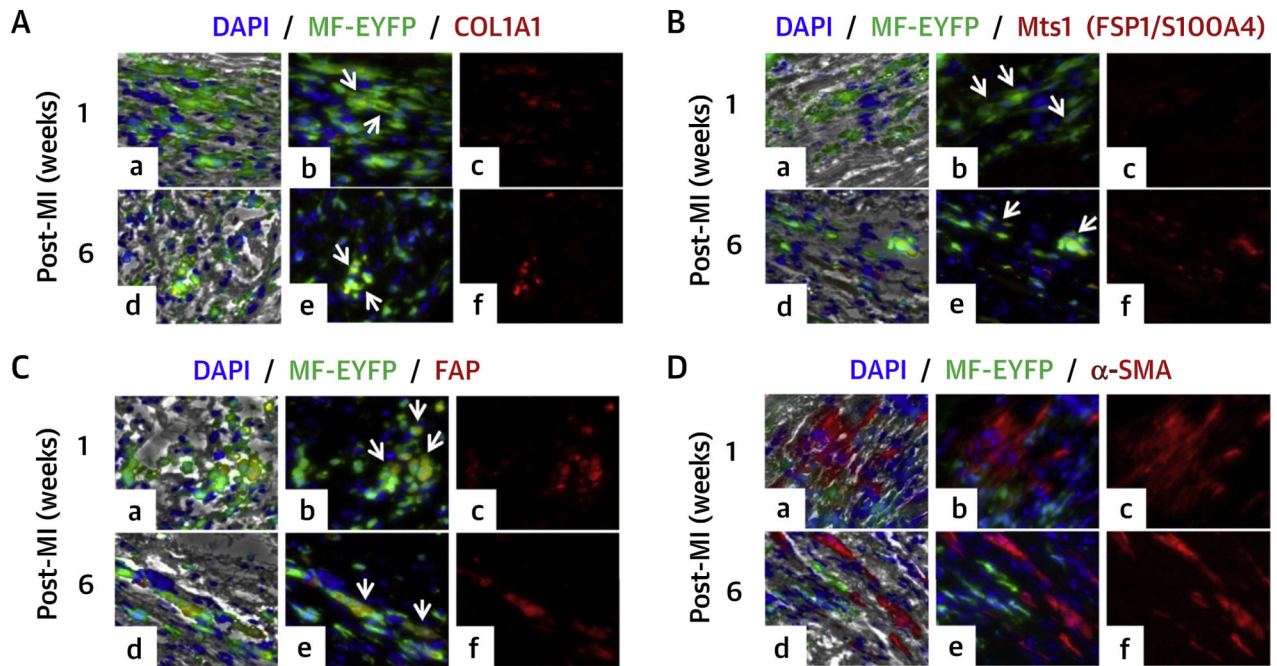 A
DAPI / MF-EYFP / COL1A1
Post-MI (weeks)
1
a
b
c
6
d
e
f
B
DAPI / MF-EYFP / Mts1 (FSP1/S100A4)
Post-MI (weeks)
1
a
b
c
6
d
e
f
C
DAPI / MF-EYFP / FAP
Post-MI (weeks)
1
a
b
c
6
d
e
f
D
DAPI / MF-EYFP / α-SMA
Post-MI (weeks)
1
a
b
c
6
d
e
f